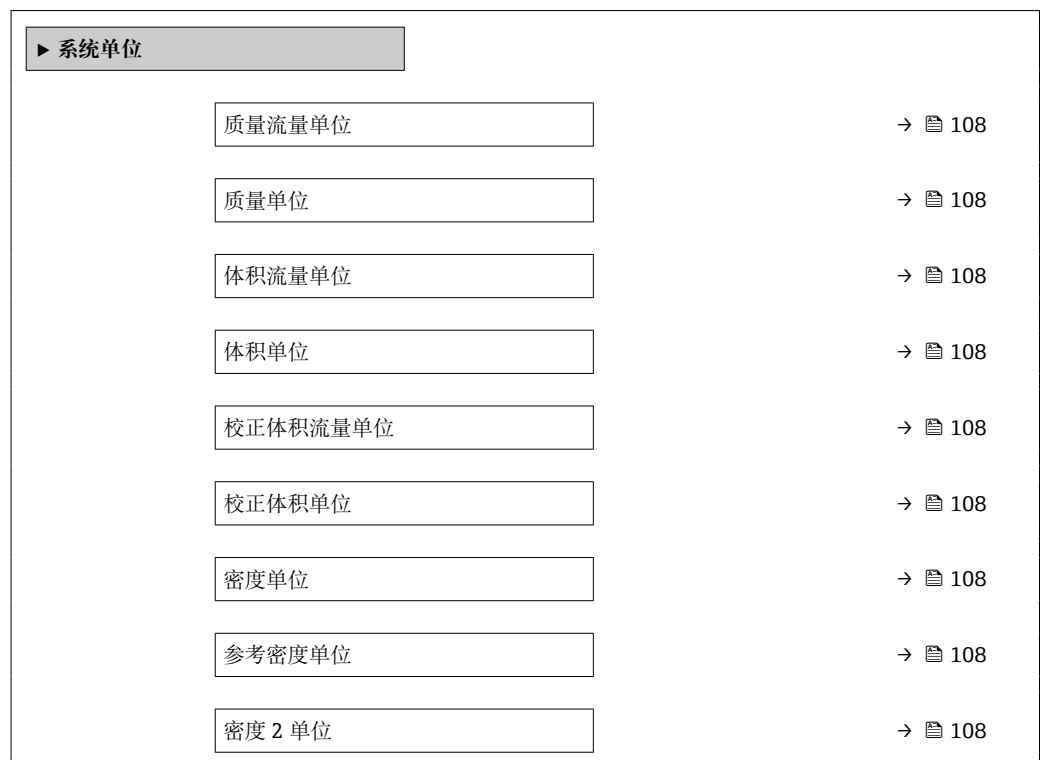 ▶ 系统单位
质量流量单位 → 🗎 108
质量单位 → 🗎 108
体积流量单位 → 🗎 108
体积单位 → 🗎 108
校正体积流量单位 → 🗎 108
校正体积单位 → 🗎 108
密度单位 → 🗎 108
参考密度单位 → 🗎 108
密度 2 单位 → 🗎 108